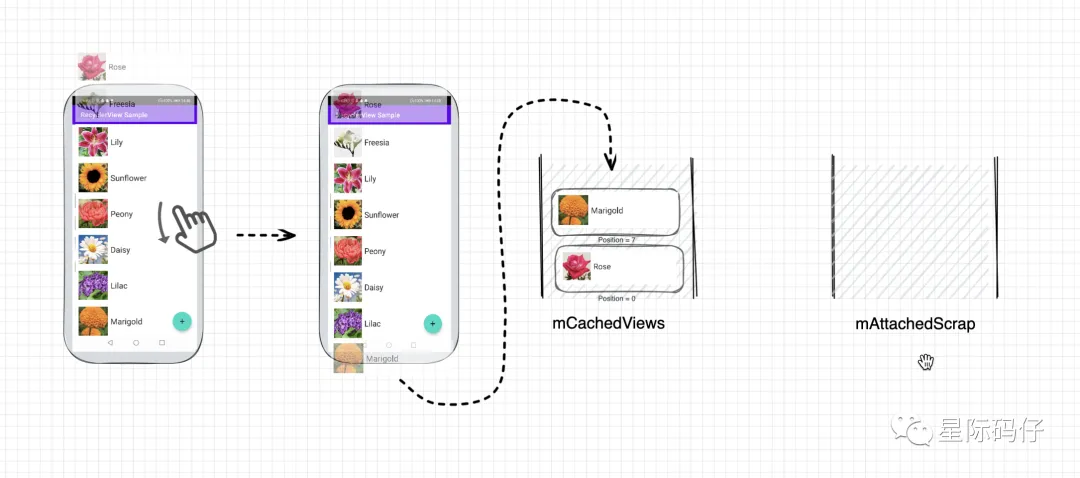 Rose
Freesia
RecyclerView Sample
Lily
Sunflower
Peony
Daisy
Lilac
Marigold
+
Rose
View Sample
Freesia
Lily
Sunflower
Peony
Daisy
Lilac
+
Marigold
Marigold
Position = 7
Rose
Position = 0
mCachedViews
mAttachedScrap
星际码仔